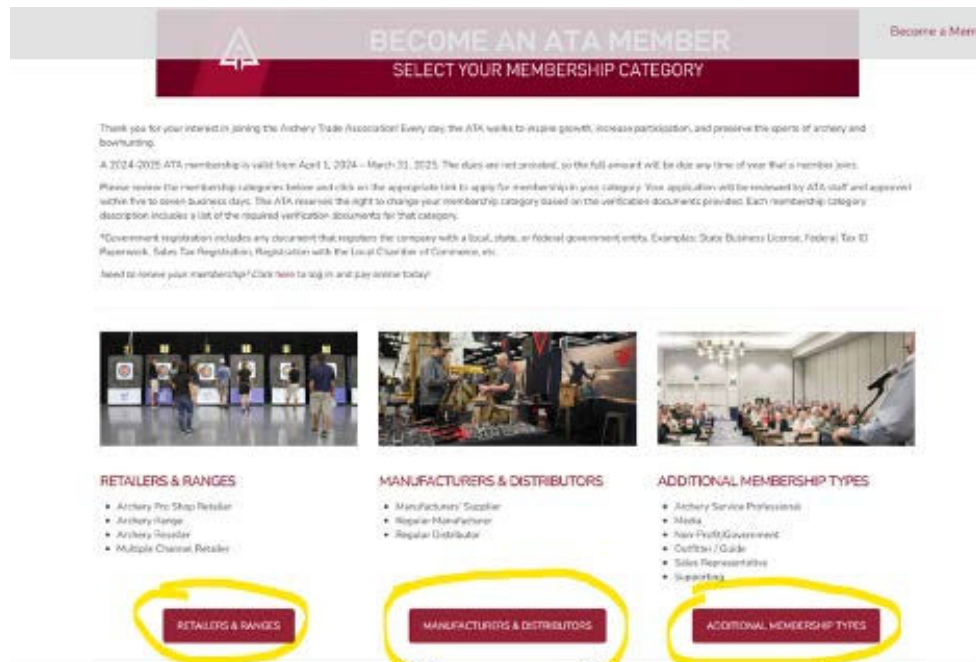 Become a Mem
BECOME AN ATA MEMBER
SELECT YOUR MEMBERSHIP CATEGORY
Thank you for your interest in joining the Archery Trade Association! Every day, the ATA works to inspire growth, increase participation, and preserve the sports of archery and
bowhunting.
A 2024-2025 ATA membership is valid from April 1, 2024 – March 31, 2025. The dues are not prorated, so the full amount will be due any time of year that a member joins.
Please review the membership categories below and click on the appropriate link to apply for membership in your category. Your application will be reviewed by ATA staff and approved
within five to seven business days. The ATA reserves the right to change your membership category based on the verification documents provided. Each membership category
description includes a list of the required verification documents for that category.
*Government registration includes any document that registers the company with a local, state, or federal government entity. Examples: State Business License, Federal Tax ID
Paperwork, Sales Tax Registration, Registration with the Local Chamber of Commerce, etc.
Need to renew your membership? Click here to log in and pay online today!
RETAILERS & RANGES
• Archery Pro Shop Retailer
• Archery Range
• Archery Reseller
• Multiple Channel Retailer
RETAILERS & RANGES
MANUFACTURERS & DISTRIBUTORS
• Manufacturers' Supplier
• Regular Manufacturer
• Regular Distributor
MANUFACTURERS & DISTRIBUTORS
ADDITIONAL MEMBERSHIP TYPES
• Archery Service Professional
• Media
• Non-Profit/Government
• Outfitter / Guide
• Sales Representative
• Supporting
ADDITIONAL MEMBERSHIP TYPES